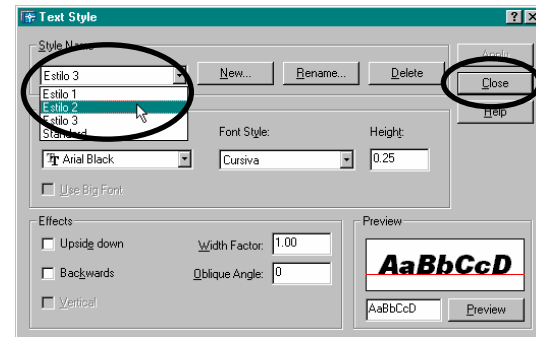 Text Style
Style Name
Apply
Estilo 3 New... Rename... Delete Close
Estilo 1
Estilo 2
Estilo 3
Standard
Help
Font Style: Height:
Arial Black Cursiva 0.25
Use Big Font
Effects Preview
Upside down Width Factor: 1.00
AaBbCcD
Backwards Oblique Angle: 0
Vertical AaBbCcD Preview